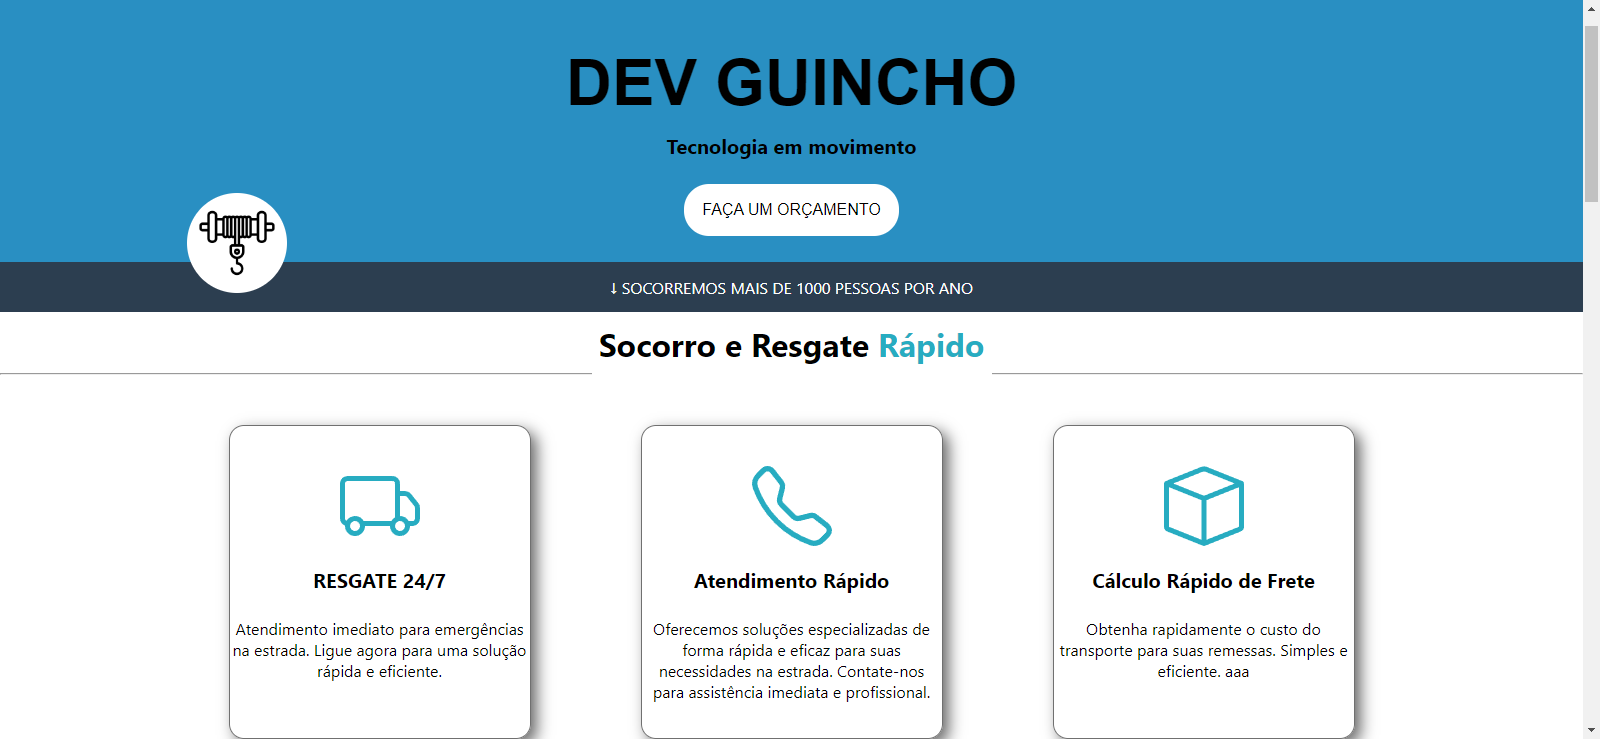 DEV GUINCHO
Tecnologia em movimento
FAÇA UM ORÇAMENTO
↓ SOCORREMOS MAIS DE 1000 PESSOAS POR ANO
Socorro e Resgate Rápido
RESGATE 24/7
Atendimento imediato para emergências
na estrada. Ligue agora para uma solução
rápida e eficiente.
Atendimento Rápido
Oferecemos soluções especializadas de
forma rápida e eficaz para suas
necessidades na estrada. Contate-nos
para assistência imediata e profissional.
Cálculo Rápido de Frete
Obtenha rapidamente o custo do
transporte para suas remessas. Simples e
eficiente. aaa